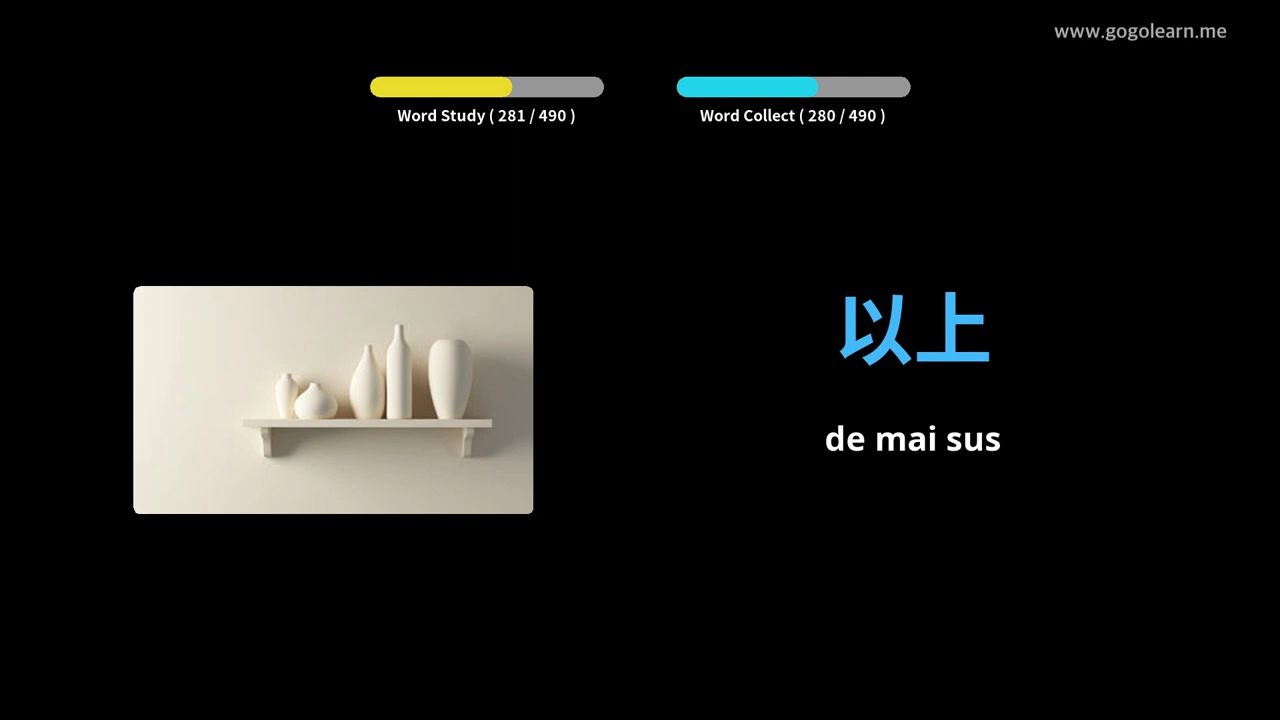 www.gogolearn.me
Word Study ( 281 / 490 )
Word Collect ( 280 / 490 )
以上
de mai sus